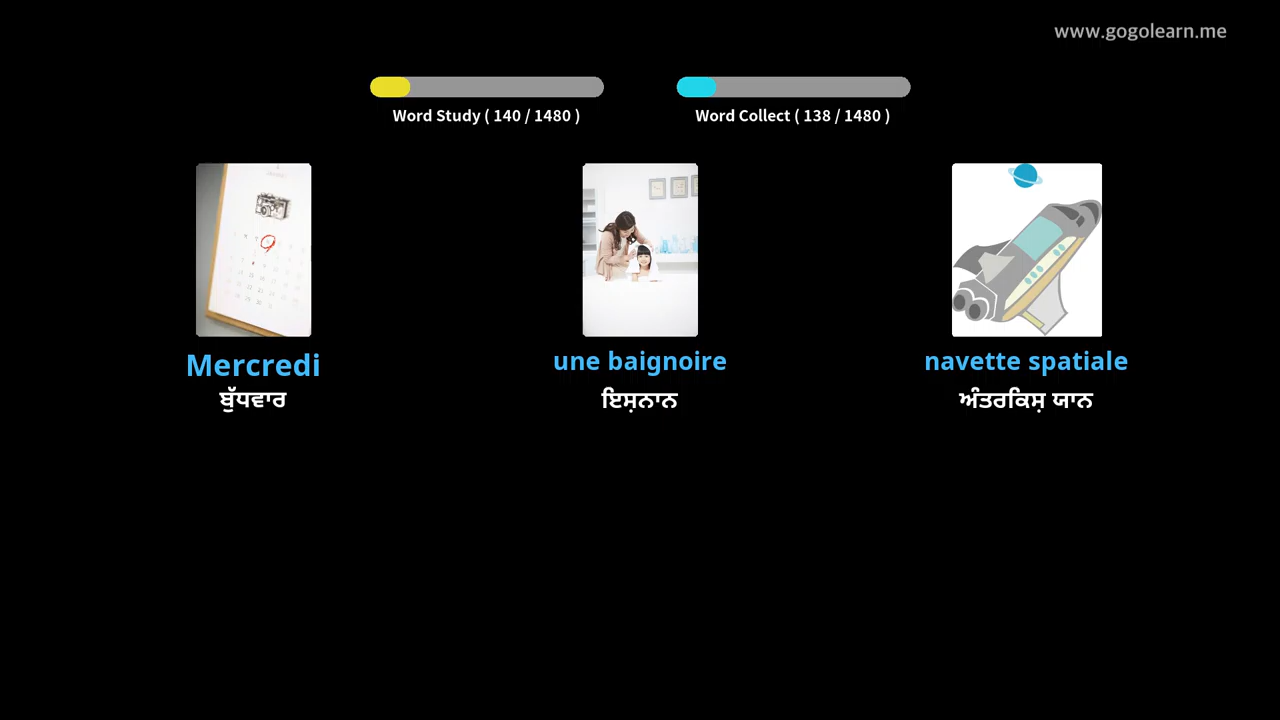 www.gogolearn.me
Word Study ( 140 / 1480 )
Word Collect ( 138 / 1480 )
Mercredi
une baignoire
navette spatiale
ਬੁੱਧਵਾਰ
ਇਸ਼ਨਾਨ
ਅੰਤਰਕਿਸ਼ ਯਾਨ